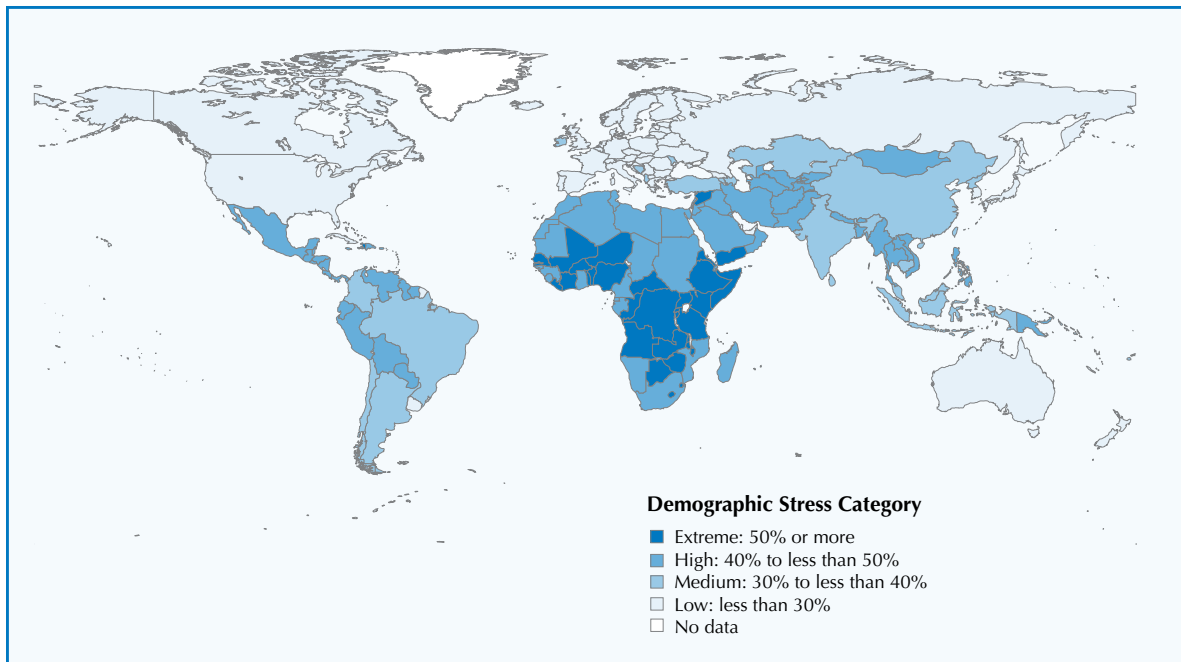 Demographic Stress Category
Extreme: 50% or more
High: 40% to less than 50%
Medium: 30% to less than 40%
Low: less than 30%
No data